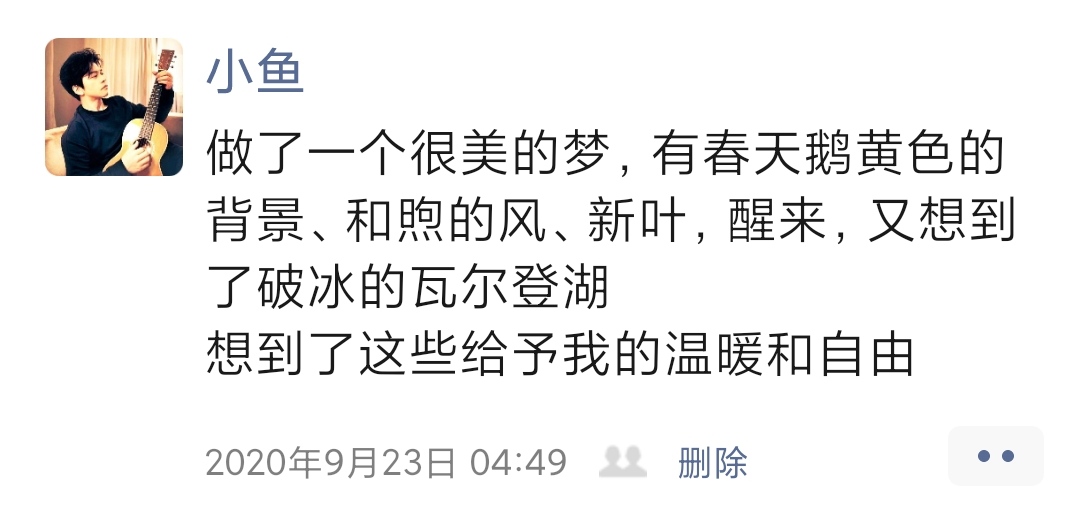 小鱼
做了一个很美的梦，有春天鹅黄色的
背景、和煦的风、新叶，醒来，又想到
了破冰的瓦尔登湖
想到了这些给予我的温暖和自由
2020年9月23日 04:49 删除